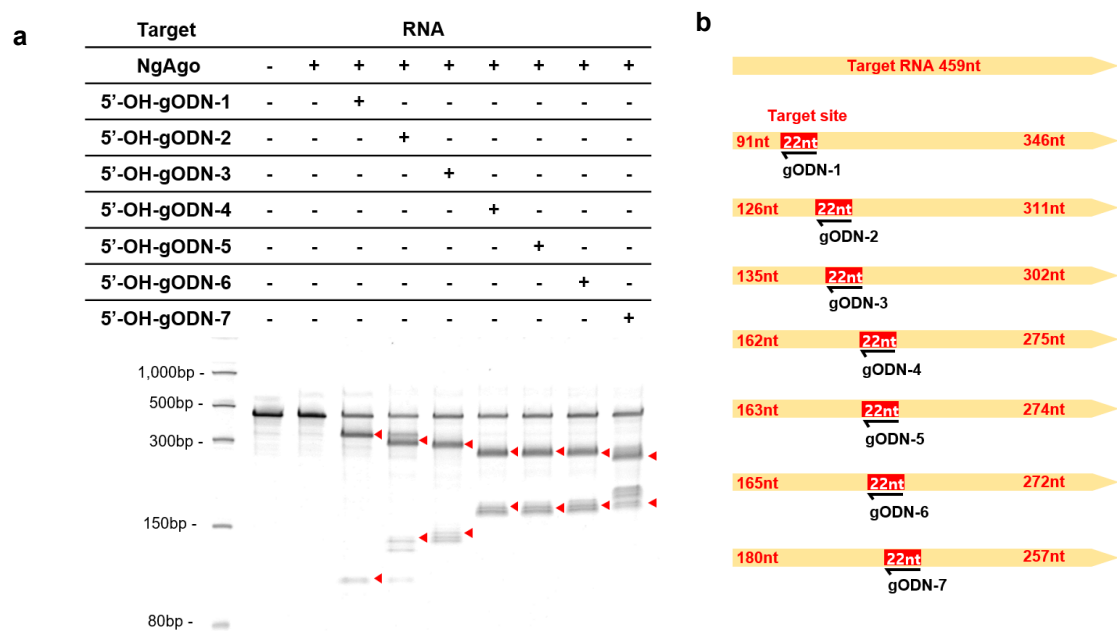 a
Target RNA
NgAgo - + + + + + + + +
5'-OH-gODN-1 - - + - - - - - -
5'-OH-gODN-2 - - - + - - - - -
5'-OH-gODN-3 - - - - + - - - -
5'-OH-gODN-4 - - - - - + - - -
5'-OH-gODN-5 - - - - - - + - -
5'-OH-gODN-6 - - - - - - - + -
5'-OH-gODN-7 - - - - - - - - +
1,000bp -
500bp -
300bp -
150bp -
80bp -
b
Target RNA 459nt
Target site
91nt 22nt 346nt
gODN-1
126nt 22nt 311nt
gODN-2
135nt 22nt 302nt
gODN-3
162nt 22nt 275nt
gODN-4
163nt 22nt 274nt
gODN-5
165nt 22nt 272nt
gODN-6
180nt 22nt 257nt
gODN-7